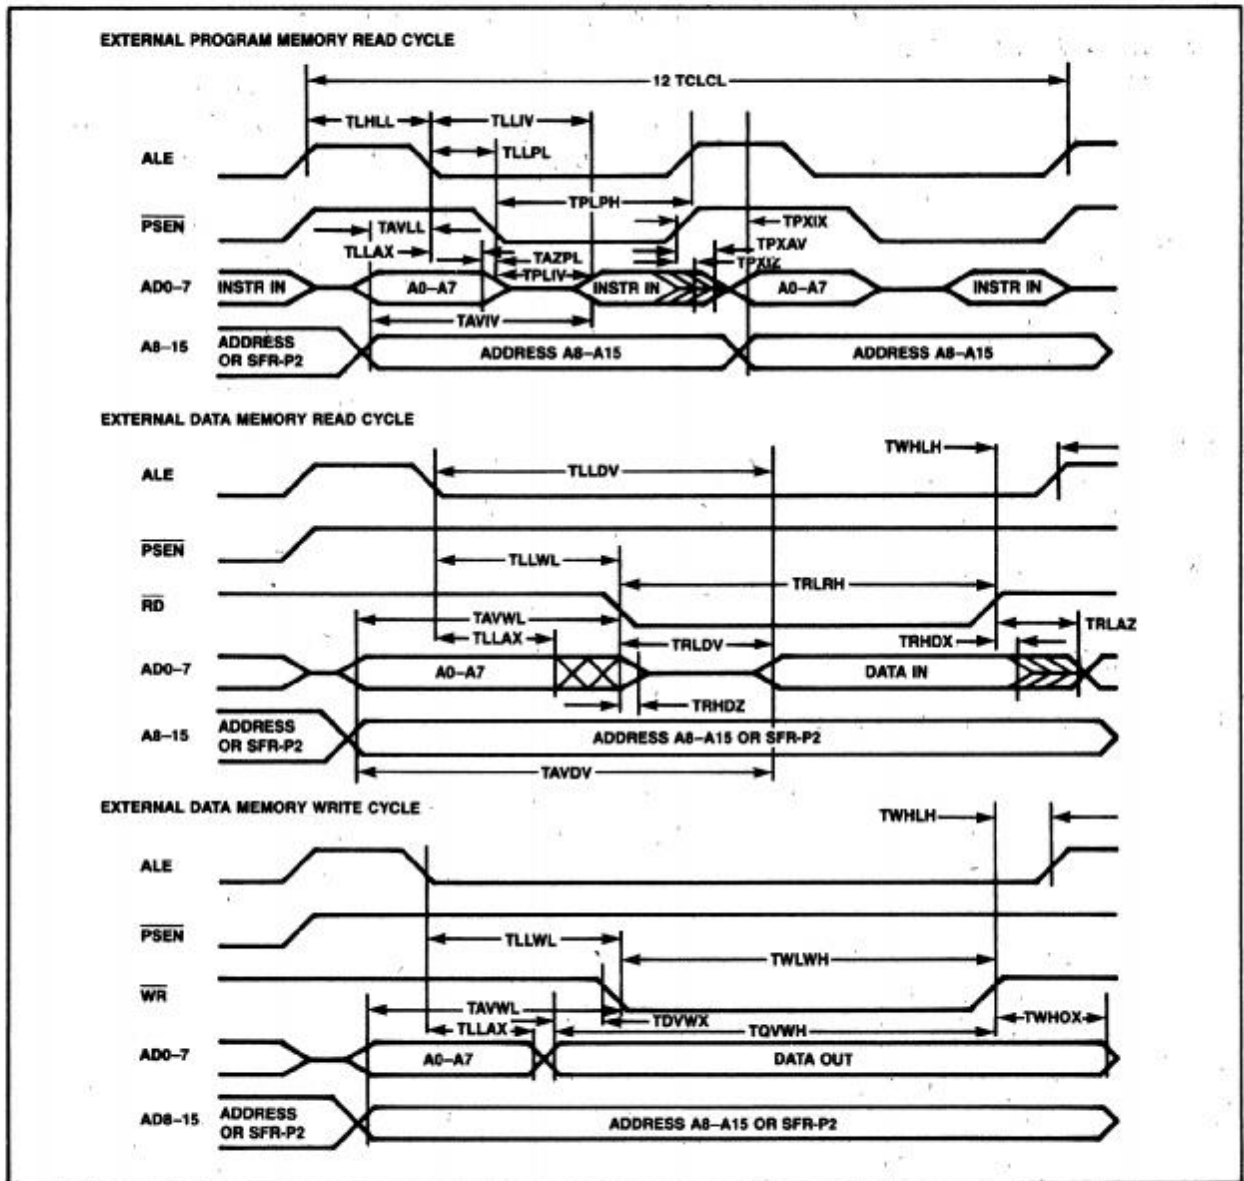 EXTERNAL PROGRAM MEMORY READ CYCLE
12 TCLCL
TLHLL TLLIV
ALE TLLPL
TPLPH
PSEN TAVLL TPXIX
TLLAX TAZPL TPXAV
TPXIZ
TPLIV
AD0–7 INSTR IN A0–A7 INSTR IN A0–A7 INSTR IN
TAVIV
A8–15 ADDRESS OR SFR-P2 ADDRESS A8–A15 ADDRESS A8–A15
EXTERNAL DATA MEMORY READ CYCLE
TWHLH
ALE TLLDV
PSEN
TLLWL
RD TRLRH
TAVWL TRLAZ
TLLAX TRLDV TRHDX
AD0–7 A0–A7 DATA IN
TRHDZ
A8–15 ADDRESS OR SFR-P2 ADDRESS A8–A15 OR SFR-P2
TAVDV
EXTERNAL DATA MEMORY WRITE CYCLE
TWHLH
ALE
PSEN
TLLWL
TWLWH
WR
TAVWL TDVWX TWHOX
TLLAX TQVWH
AD0–7 A0–A7 DATA OUT
AD8–15 ADDRESS OR SFR-P2 ADDRESS A8–A15 OR SFR-P2